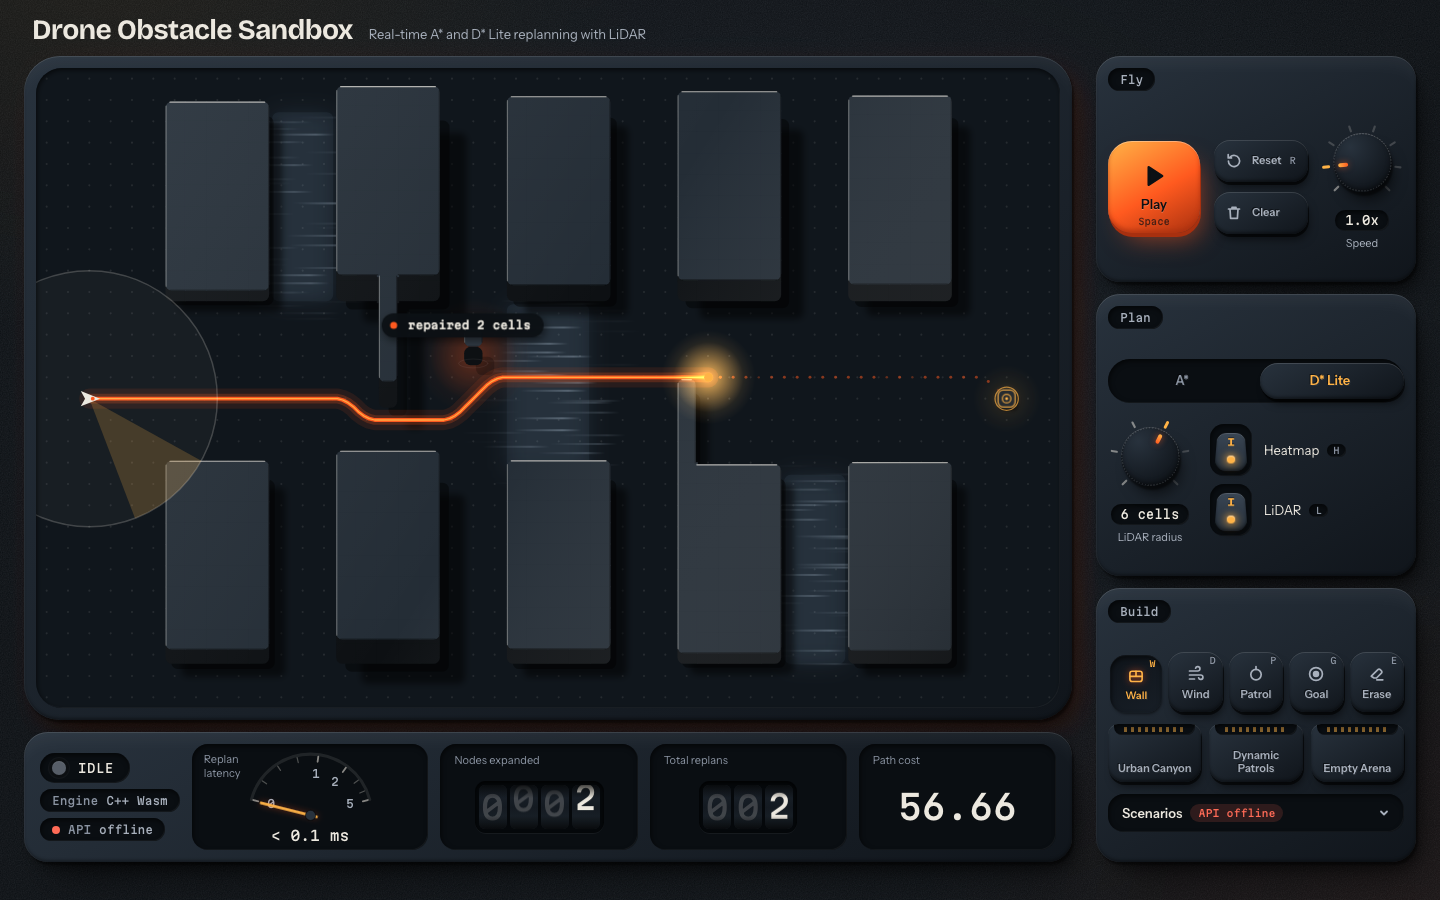 Drone Obstacle Sandbox
Real-time A* and D* Lite replanning with LiDAR
repaired 2 cells
Fly
Play
Space
Reset R
Clear
1.0x
Speed
Plan
A*
D* Lite
6 cells
LiDAR radius
Heatmap H
LiDAR L
Build
Wall W
Wind D
Patrol P
Goal G
Erase E
Urban Canyon
Dynamic
Patrols
Empty Arena
Scenarios API offline
IDLE
Engine C++ Wasm
API offline
Replan
latency
0 1 2 5
< 0.1 ms
Nodes expanded
0002
Total replans
002
Path cost
56.66